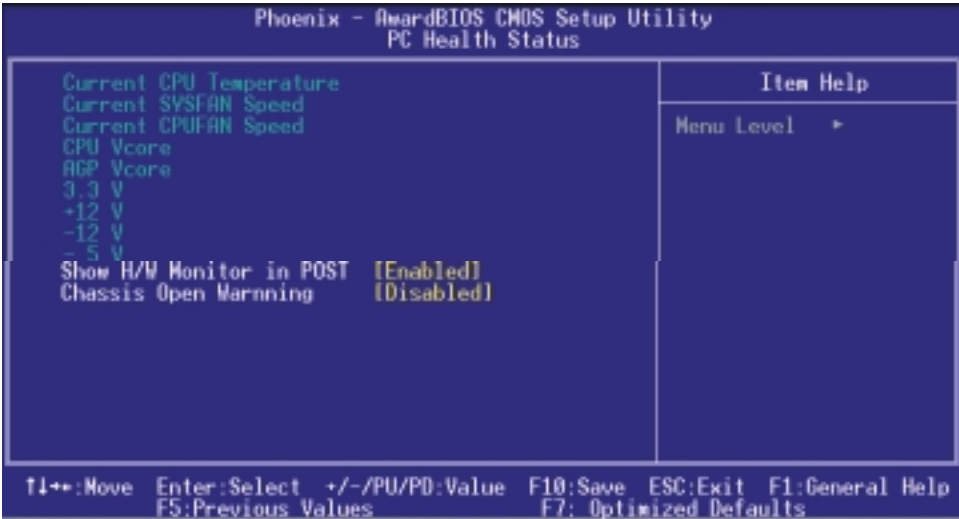 Phoenix - AwardBIOS CMOS Setup Utility
PC Health Status
Current CPU Temperature
Current SYSFAN Speed
Current CPUFAN Speed
CPU Vcore
AGP Vcore
3.3 V
+12 V
-12 V
- 5 V
Show H/W Monitor in POST [Enabled]
Chassis Open Warnning [Disabled]
Item Help
Menu Level ►
↑↓→←:Move Enter:Select +/-/PU/PD:Value F10:Save ESC:Exit F1:General Help
F5:Previous Values F7: Optimized Defaults